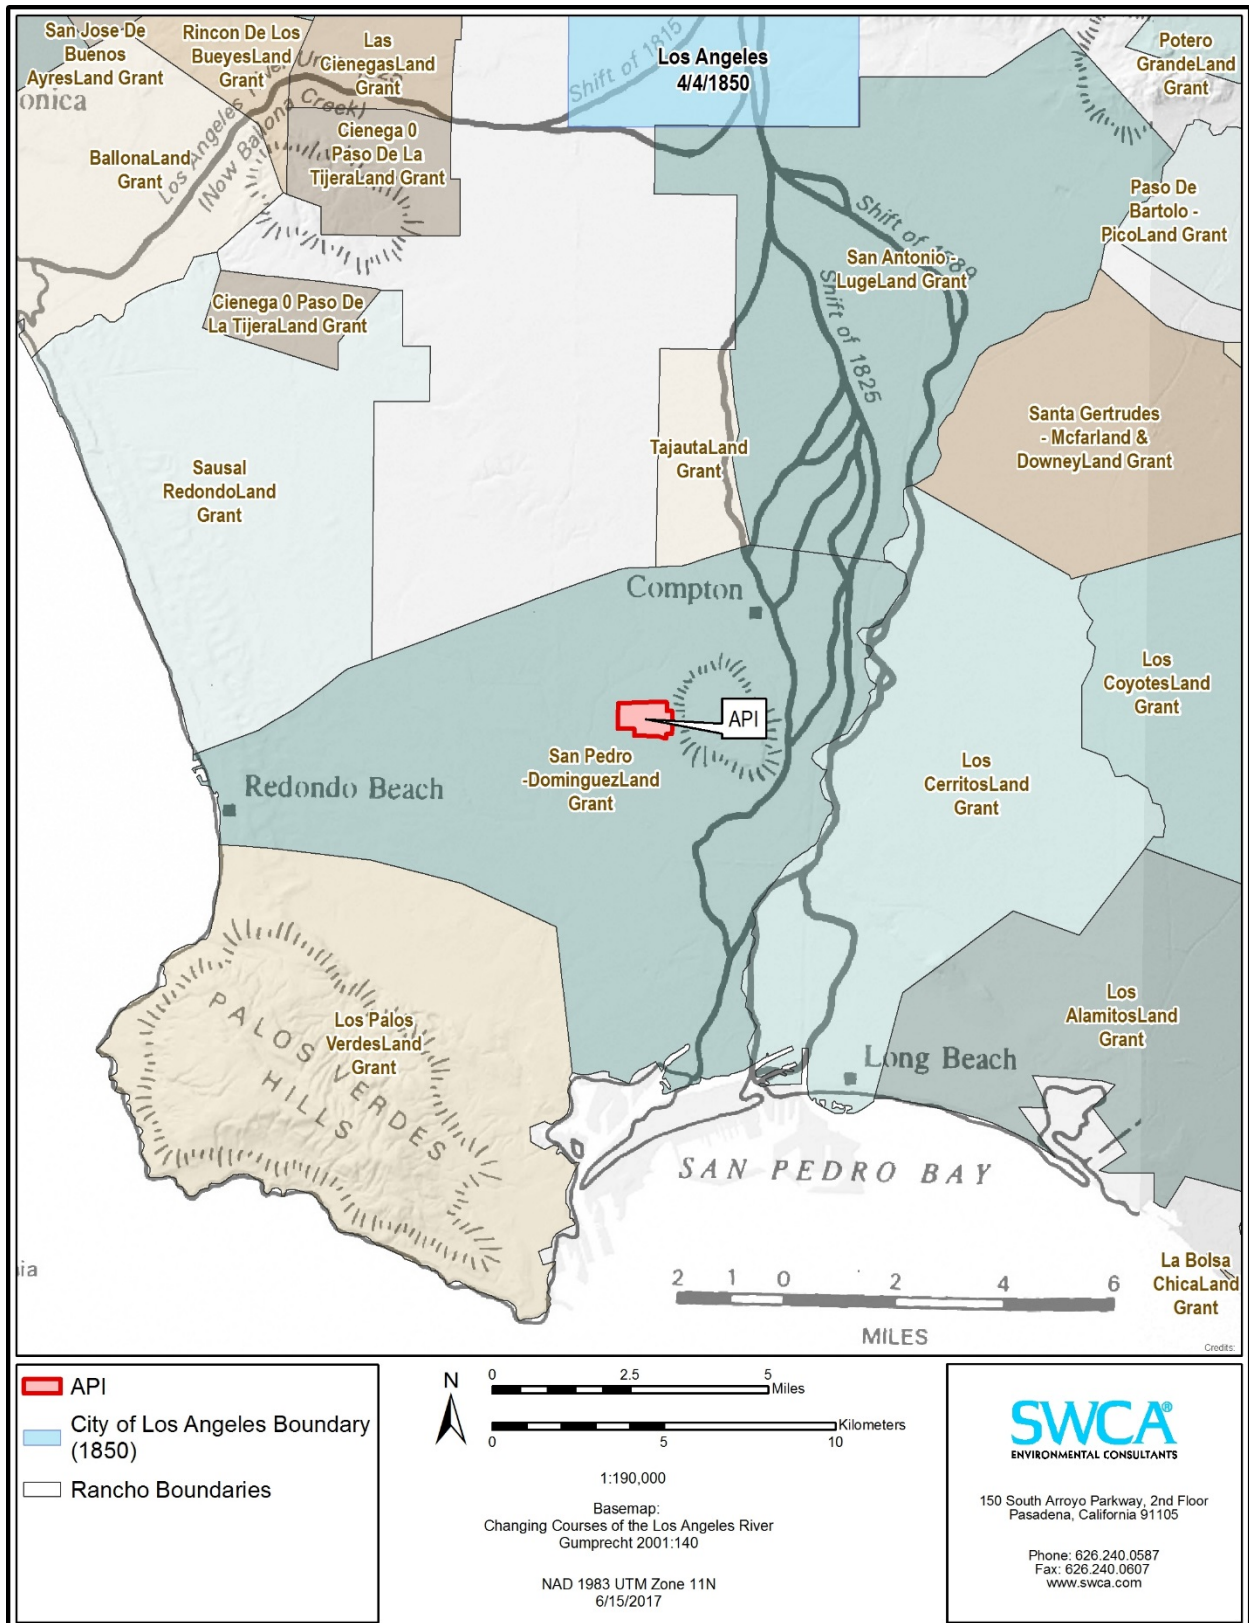 San Jose De
Buenos
AyresLand Grant
Rincon De Los
BueyesLand
Grant
Las
CienegasLand
Grant
Los Angeles
4/4/1850
Potero
GrandeLand
Grant
onica
Shift of 1815
Los Angeles River Until 1825
(Now Ballona Creek)
BallonaLand
Grant
Cienega 0
Paso De La
TijeraLand Grant
Paso De
Bartolo -
PicoLand Grant
Shift of 1889
San Antonio -
LugeLand Grant
Shift of 1825
Cienega 0 Paso De
La TijeraLand Grant
Santa Gertrudes
- Mcfarland &
DowneyLand Grant
TajautaLand
Grant
Sausal
RedondoLand
Grant
Compton
Los
CoyotesLand
Grant
API
San Pedro
-DominguezLand
Grant
Los
CerritosLand
Grant
Redondo Beach
Los
AlamitosLand
Grant
Los Palos
VerdesLand
Grant
PALOS VERDES
HILLS
Long Beach
SAN PEDRO BAY
La Bolsa
ChicaLand
Grant
nia
2 1 0 2 4 6
MILES
Credits:
API
City of Los Angeles Boundary
(1850)
Rancho Boundaries
N
0 2.5 5
Miles
Kilometers
0 5 10
1:190,000
Basemap:
Changing Courses of the Los Angeles River
Gumprecht 2001:140
NAD 1983 UTM Zone 11N
6/15/2017
SWCA®
ENVIRONMENTAL CONSULTANTS
150 South Arroyo Parkway, 2nd Floor
Pasadena, California 91105
Phone: 626.240.0587
Fax: 626.240.0607
www.swca.com